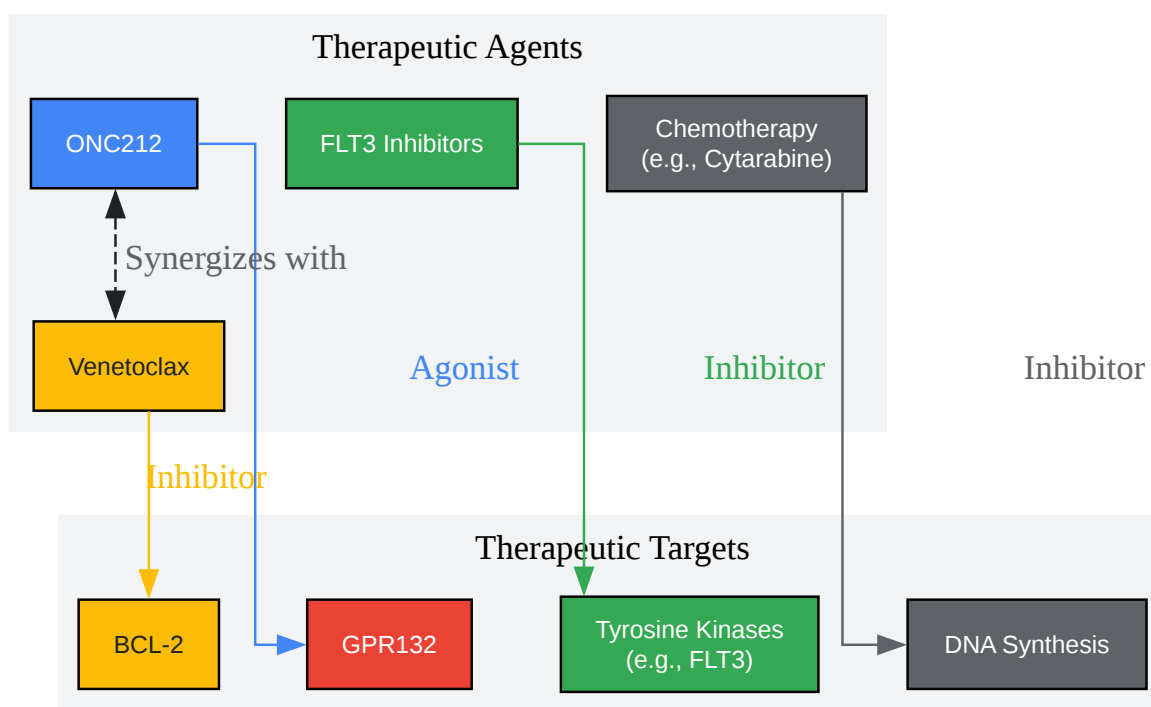 Therapeutic Agents
ONC212
FLT3 Inhibitors
Chemotherapy
(e.g., Cytarabine)
Synergizes with
Venetoclax
Agonist
Inhibitor
Inhibitor
Inhibitor
Therapeutic Targets
BCL-2
GPR132
Tyrosine Kinases
(e.g., FLT3)
DNA Synthesis